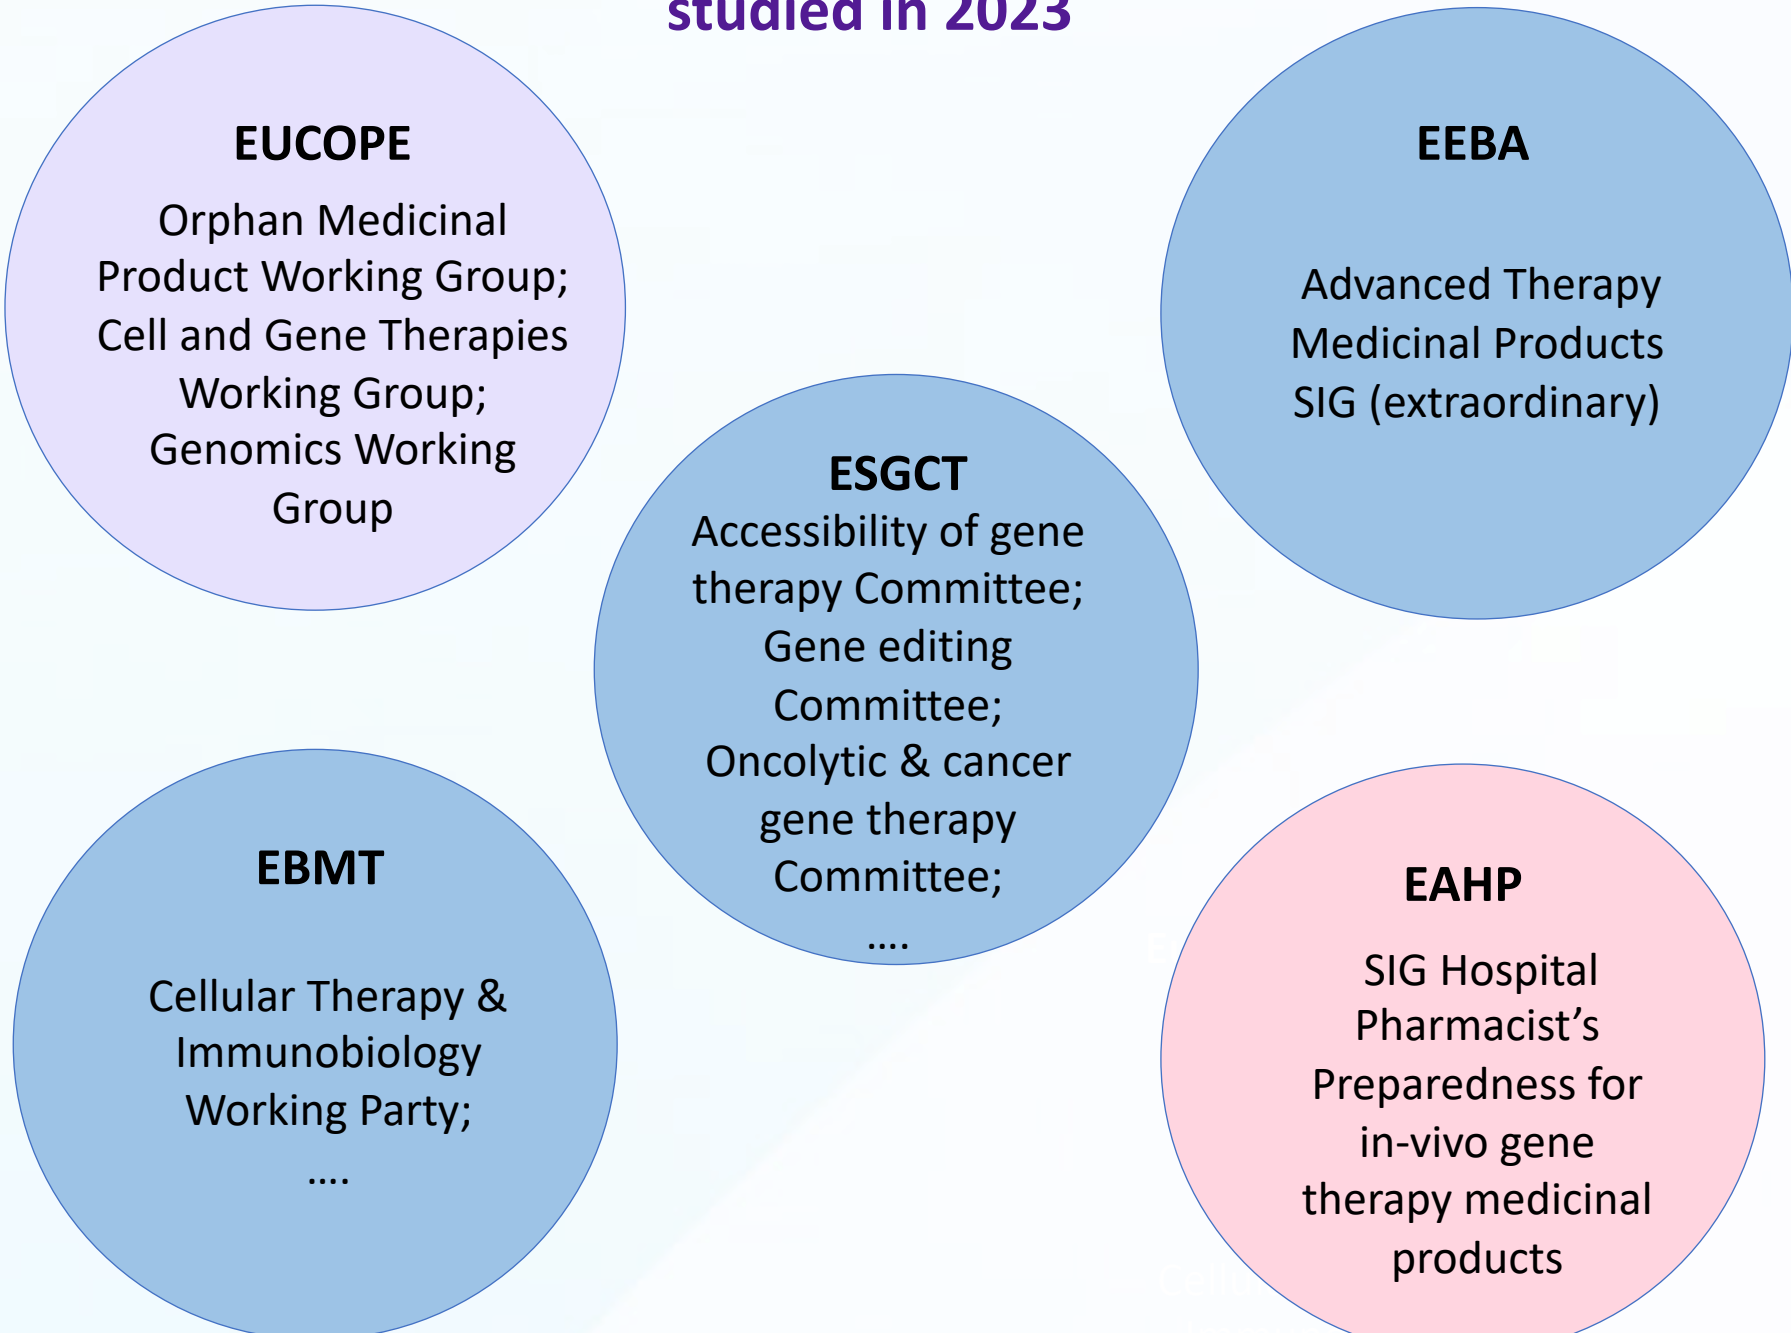 studied in 2023
EUCOPE
Orphan Medicinal
Product Working Group;
Cell and Gene Therapies
Working Group;
Genomics Working
Group
EEBA
Advanced Therapy
Medicinal Products
SIG (extraordinary)
ESGCT
Accessibility of gene
therapy Committee;
Gene editing
Committee;
Oncolytic & cancer
gene therapy
Committee;
....
EBMT
Cellular Therapy &
Immunobiology
Working Party;
....
EAHP
SIG Hospital
Pharmacist’s
Preparedness for
in-vivo gene
therapy medicinal
products